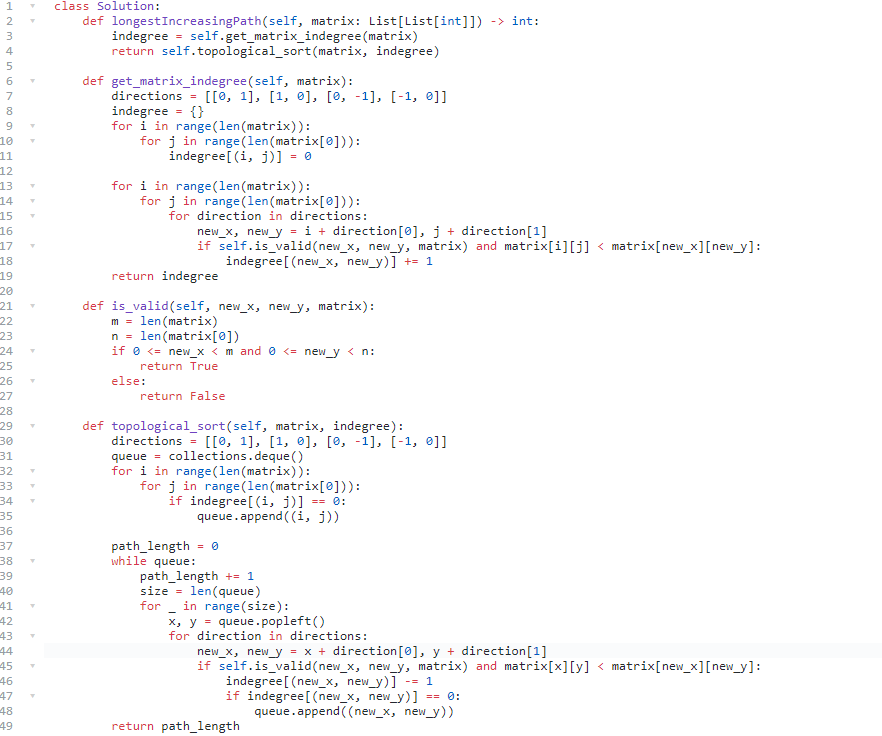 1 class Solution:
2     def longestIncreasingPath(self, matrix: List[List[int]]) -> int:
3         indegree = self.get_matrix_indegree(matrix)
4         return self.topological_sort(matrix, indegree)
5
6     def get_matrix_indegree(self, matrix):
7         directions = [[0, 1], [1, 0], [0, -1], [-1, 0]]
8         indegree = {}
9         for i in range(len(matrix)):
10             for j in range(len(matrix[0])):
11                 indegree[(i, j)] = 0
12
13         for i in range(len(matrix)):
14             for j in range(len(matrix[0])):
15                 for direction in directions:
16                     new_x, new_y = i + direction[0], j + direction[1]
17                     if self.is_valid(new_x, new_y, matrix) and matrix[i][j] < matrix[new_x][new_y]:
18                         indegree[(new_x, new_y)] += 1
19         return indegree
20
21     def is_valid(self, new_x, new_y, matrix):
22         m = len(matrix)
23         n = len(matrix[0])
24         if 0 <= new_x < m and 0 <= new_y < n:
25             return True
26         else:
27             return False
28
29     def topological_sort(self, matrix, indegree):
30         directions = [[0, 1], [1, 0], [0, -1], [-1, 0]]
31         queue = collections.deque()
32         for i in range(len(matrix)):
33             for j in range(len(matrix[0])):
34                 if indegree[(i, j)] == 0:
35                     queue.append((i, j))
36
37         path_length = 0
38         while queue:
39             path_length += 1
40             size = len(queue)
41             for _ in range(size):
42                 x, y = queue.popleft()
43                 for direction in directions:
44                     new_x, new_y = x + direction[0], y + direction[1]
45                     if self.is_valid(new_x, new_y, matrix) and matrix[x][y] < matrix[new_x][new_y]:
46                         indegree[(new_x, new_y)] -= 1
47                         if indegree[(new_x, new_y)] == 0:
48                             queue.append((new_x, new_y))
49         return path_length